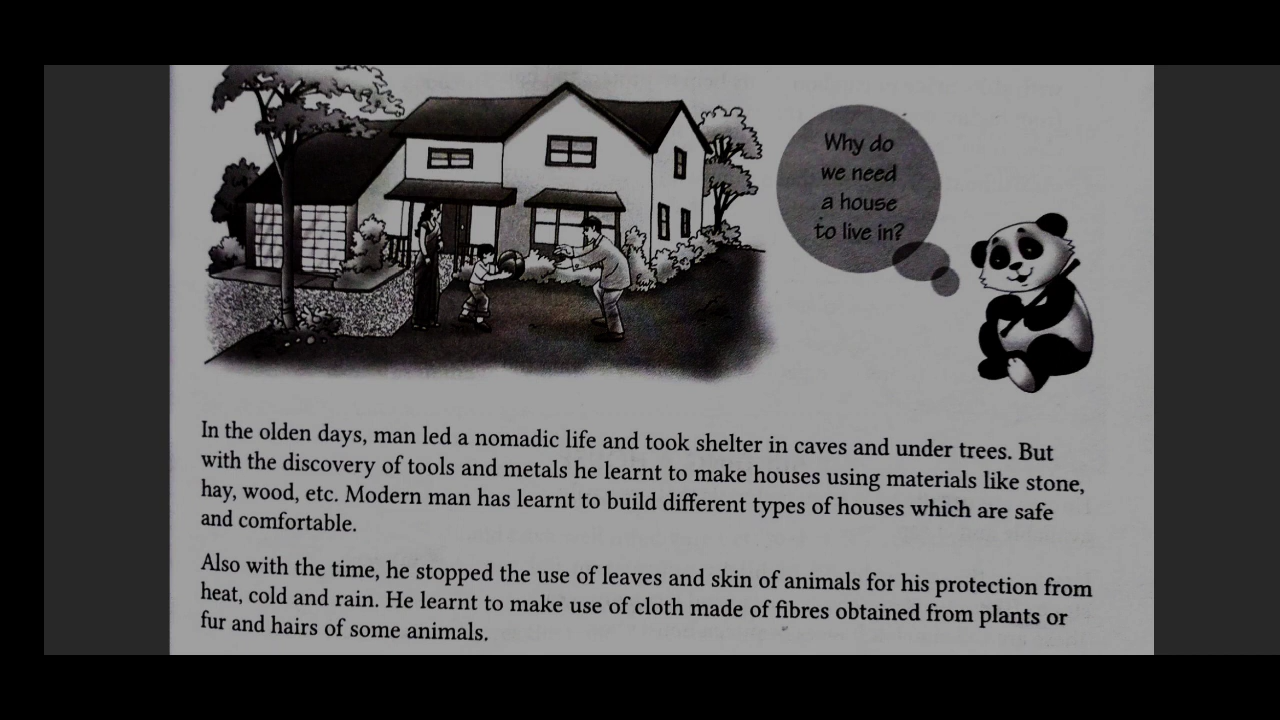 Why do
we need
a house
to live in?
In the olden days, man led a nomadic life and took shelter in caves and under trees. But
with the discovery of tools and metals he learnt to make houses using materials like stone,
hay, wood, etc. Modern man has learnt to build different types of houses which are safe
and comfortable.
Also with the time, he stopped the use of leaves and skin of animals for his protection from
heat, cold and rain. He learnt to make use of cloth made of fibres obtained from plants or
fur and hairs of some animals.